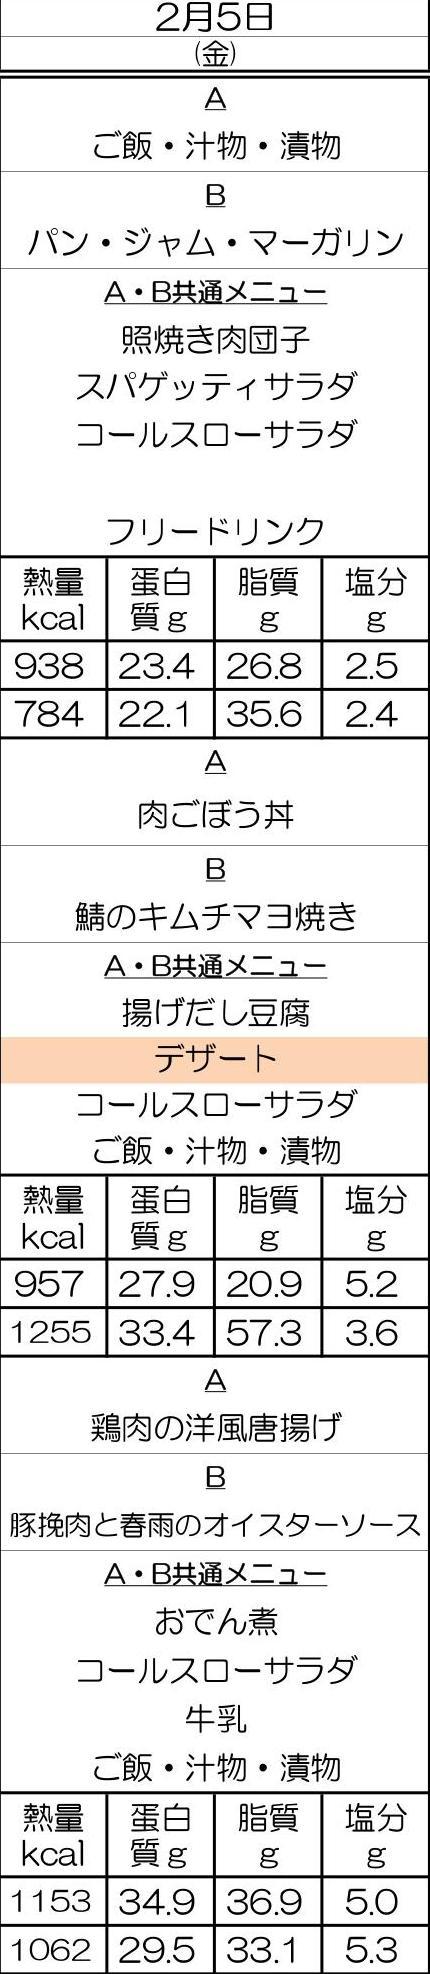 2月5日
(金)
A
ご飯・汁物・漬物
B
パン・ジャム・マーガリン
A・B共通メニュー
照焼き肉団子
スパゲッティサラダ
コールスローサラダ
フリードリンク
熱量 蛋白 脂質 塩分
kcal 質g g g
938 23.4 26.8 2.5
784 22.1 35.6 2.4
A
肉ごぼう丼
B
鯖のキムチマヨ焼き
A・B共通メニュー
揚げだし豆腐
デザート
コールスローサラダ
ご飯・汁物・漬物
熱量 蛋白 脂質 塩分
kcal 質g g g
957 27.9 20.9 5.2
1255 33.4 57.3 3.6
A
鶏肉の洋風唐揚げ
B
豚挽肉と春雨のオイスターソース
A・B共通メニュー
おでん煮
コールスローサラダ
牛乳
ご飯・汁物・漬物
熱量 蛋白 脂質 塩分
kcal 質g g g
1153 34.9 36.9 5.0
1062 29.5 33.1 5.3